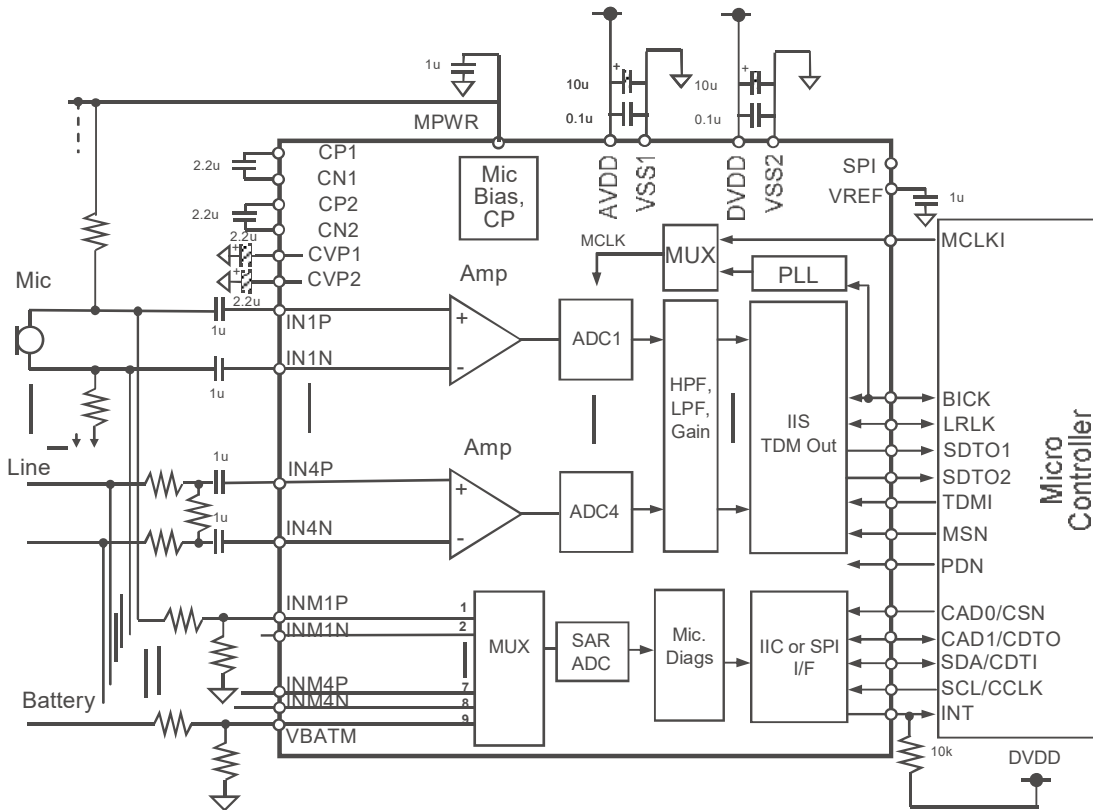 1u
+
10u
0.1u
+
10u
0.1u
MPWR
CP1
2.2u
CN1
CP2
2.2u
CN2
2.2u
+
CVP1
+
CVP2
2.2u
Mic
Bias,
CP
AVDD
VSS1
DVDD
VSS2
SPI
VREF
1u
MCLK
MUX
PLL
MCLKI
Mic
1u
IN1P
IN1N
1u
Amp
+
-
ADC1
HPF,
LPF,
Gain
IIS
TDM Out
BICK
LRLK
SDTO1
SDTO2
TDMI
MSN
PDN
Micro
Controller
Line
1u
IN4P
1u
IN4N
Amp
+
-
ADC4
INM1P
1
INM1N
2
MUX
SAR
ADC
Mic.
Diags
IIC or SPI
I/F
CAD0/CSN
CAD1/CDTO
SDA/CDTI
SCL/CCLK
INT
Battery
INM4P
7
INM4N
8
9
VBATM
10k
DVDD